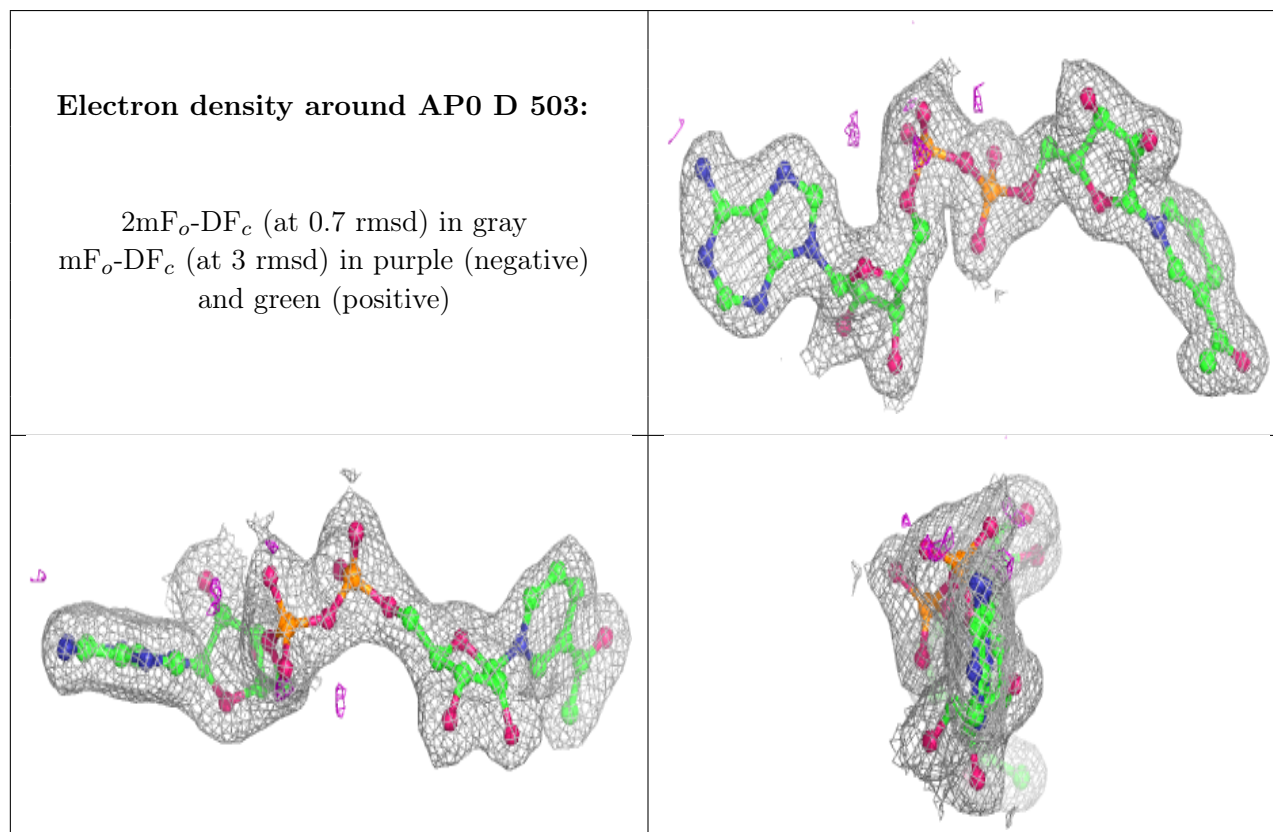 Electron density around AP0 D 503:
2mFo-DFc (at 0.7 rmsd) in gray
mFo-DFc (at 3 rmsd) in purple (negative)
and green (positive)